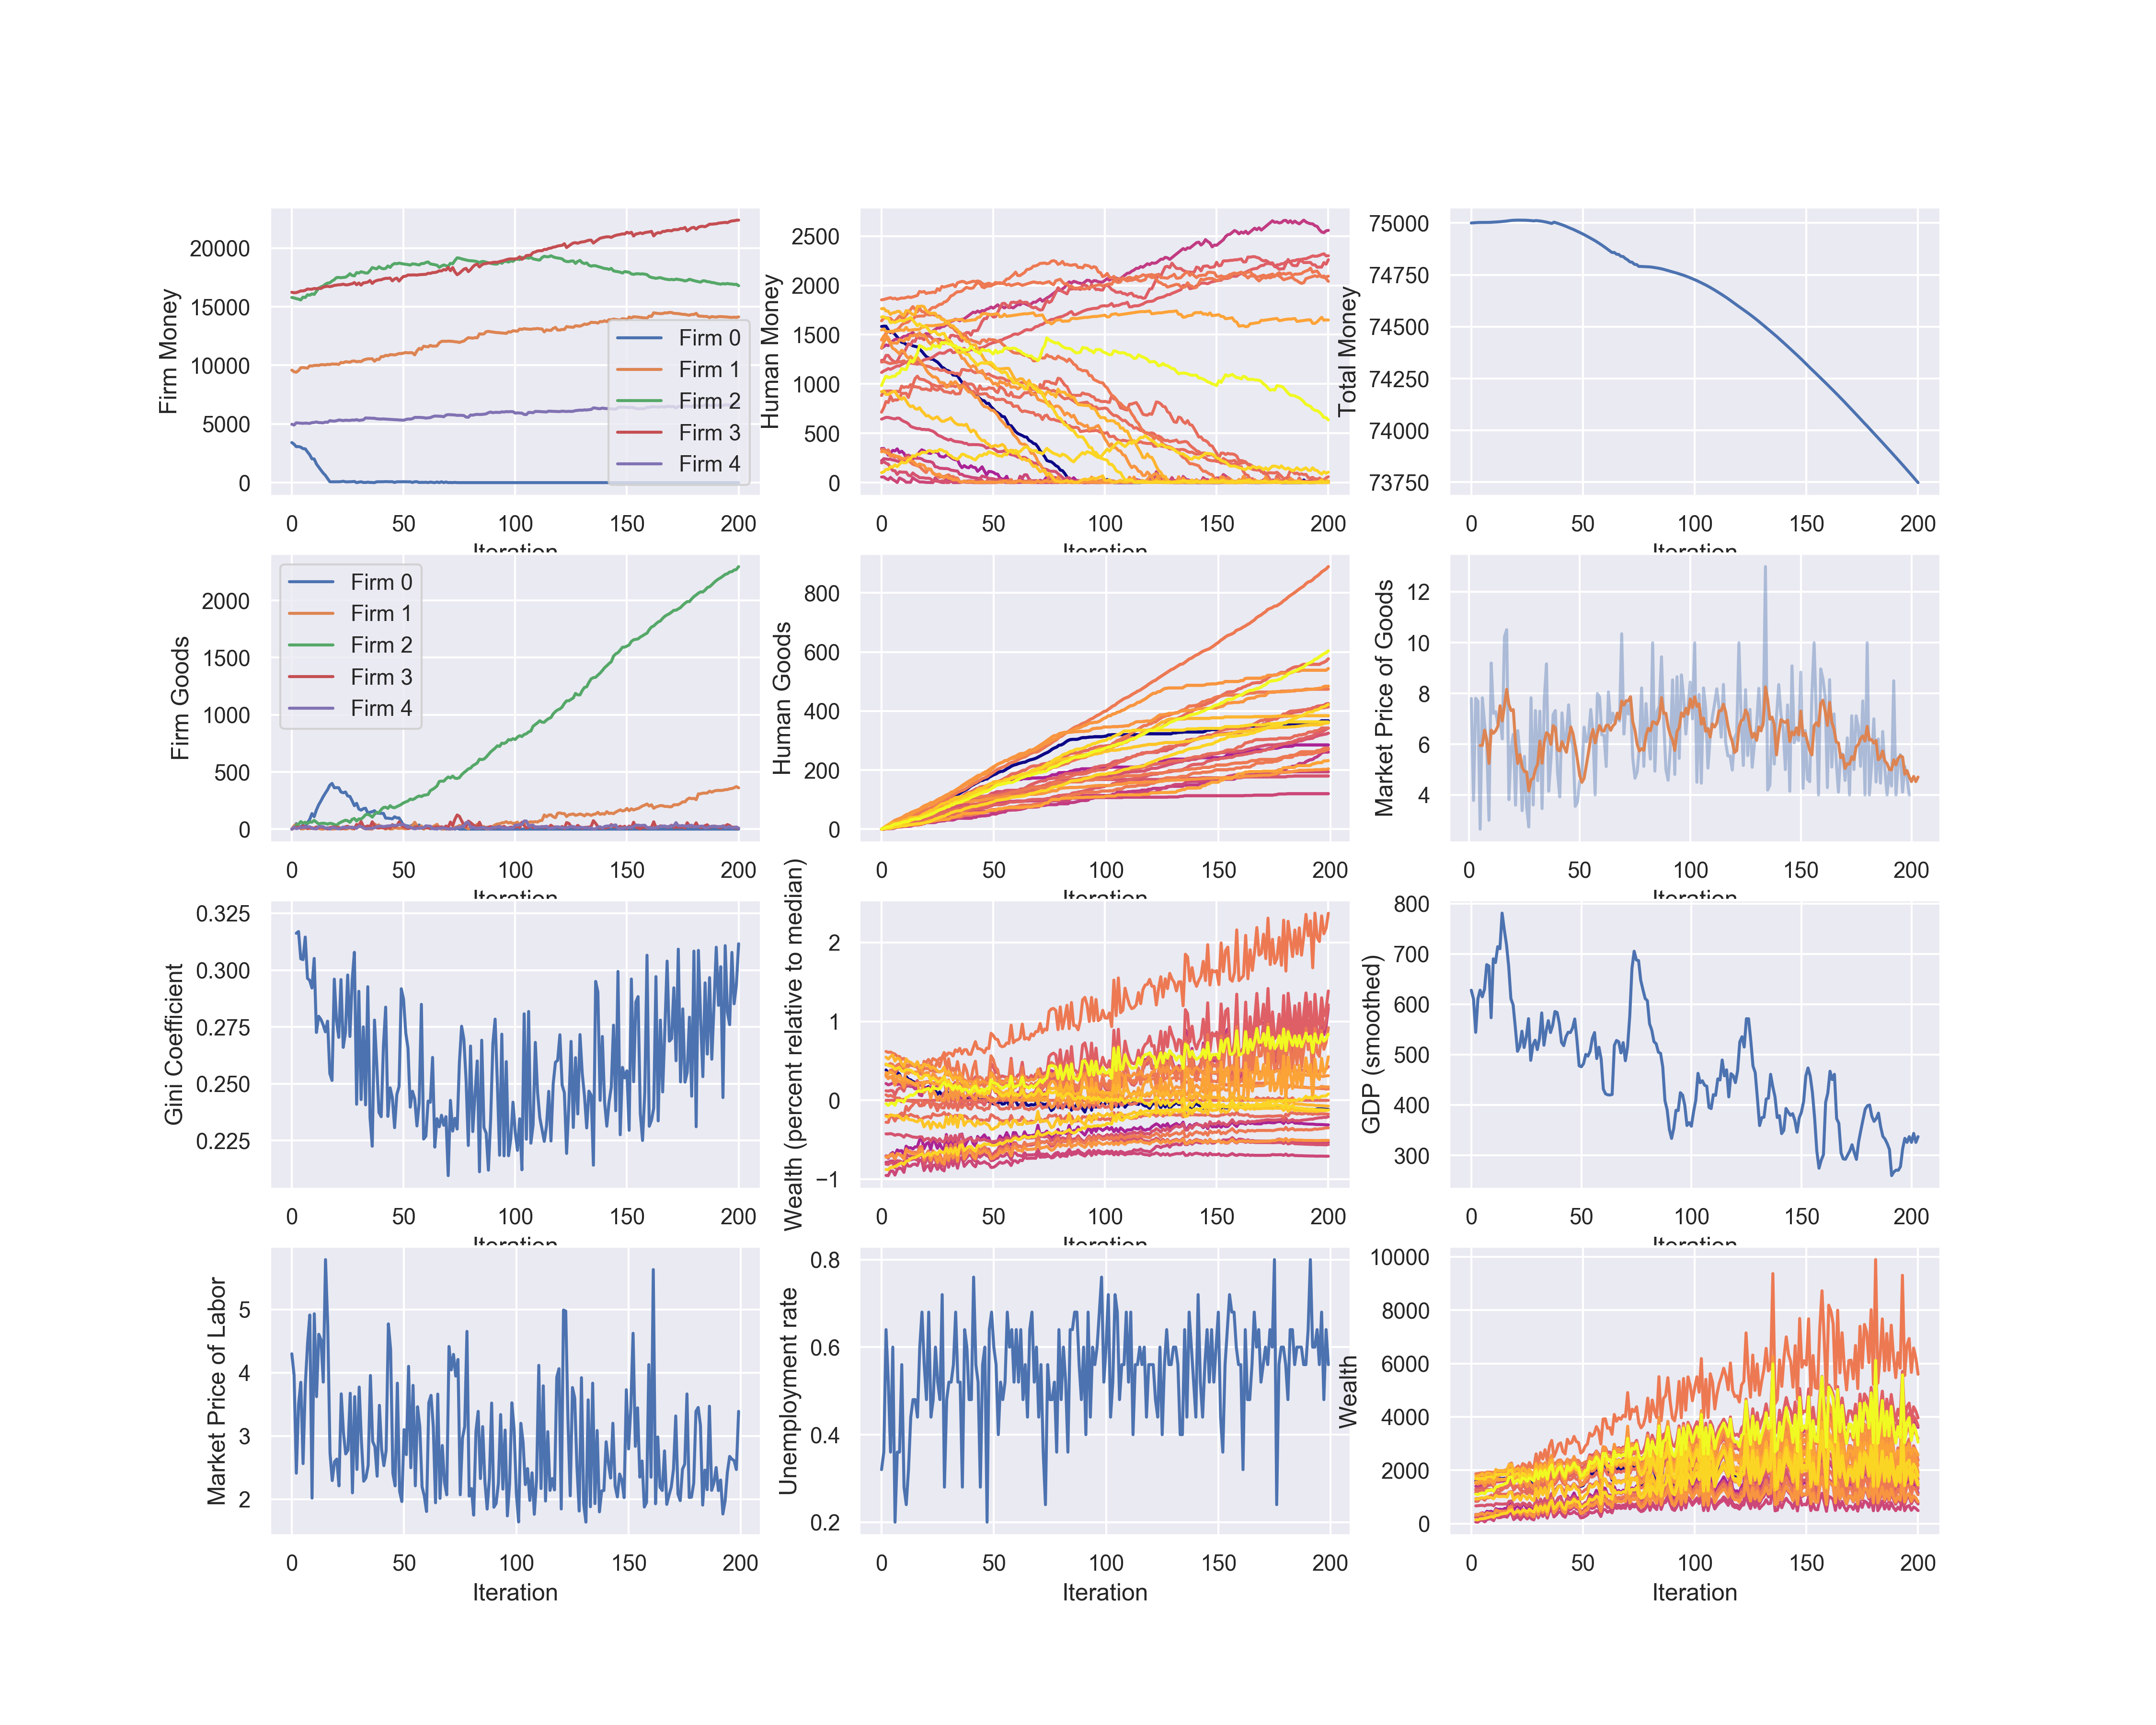 Firm Money
20000
15000
10000
5000
0
0 50 100 150 200
Iteration
Firm 0
Firm 1
Firm 2
Firm 3
Firm 4
Human Money
2500
2000
1500
1000
500
0
0 50 100 150 200
Iteration
Total Money
75000
74750
74500
74250
74000
73750
0 50 100 150 200
Iteration
Firm Goods
2000
1500
1000
500
0
0 50 100 150 200
Iteration
Firm 0
Firm 1
Firm 2
Firm 3
Firm 4
Human Goods
800
600
400
200
0
0 50 100 150 200
Iteration
Market Price of Goods
12
10
8
6
4
0 50 100 150 200
Iteration
Gini Coefficient
0.325
0.300
0.275
0.250
0.225
0 50 100 150 200
Iteration
Wealth (percent relative to median)
2
1
0
−1
0 50 100 150 200
Iteration
GDP (smoothed)
800
700
600
500
400
300
0 50 100 150 200
Iteration
Market Price of Labor
5
4
3
2
0 50 100 150 200
Iteration
Unemployment rate
0.8
0.6
0.4
0.2
0 50 100 150 200
Iteration
Wealth
10000
8000
6000
4000
2000
0
0 50 100 150 200
Iteration